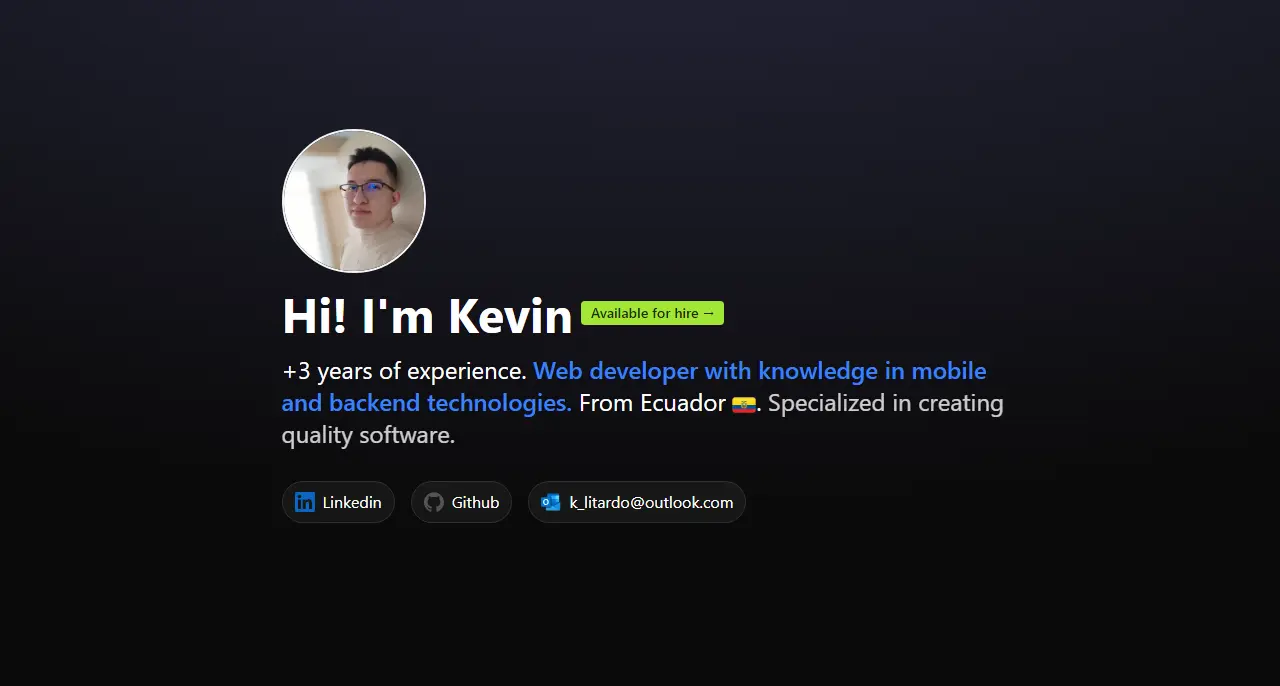 Hi! I'm Kevin
Available for hire →
+3 years of experience. Web developer with knowledge in mobile
and backend technologies. From Ecuador 🇪🇨. Specialized in creating
quality software.
Linkedin
Github
k_litardo@outlook.com